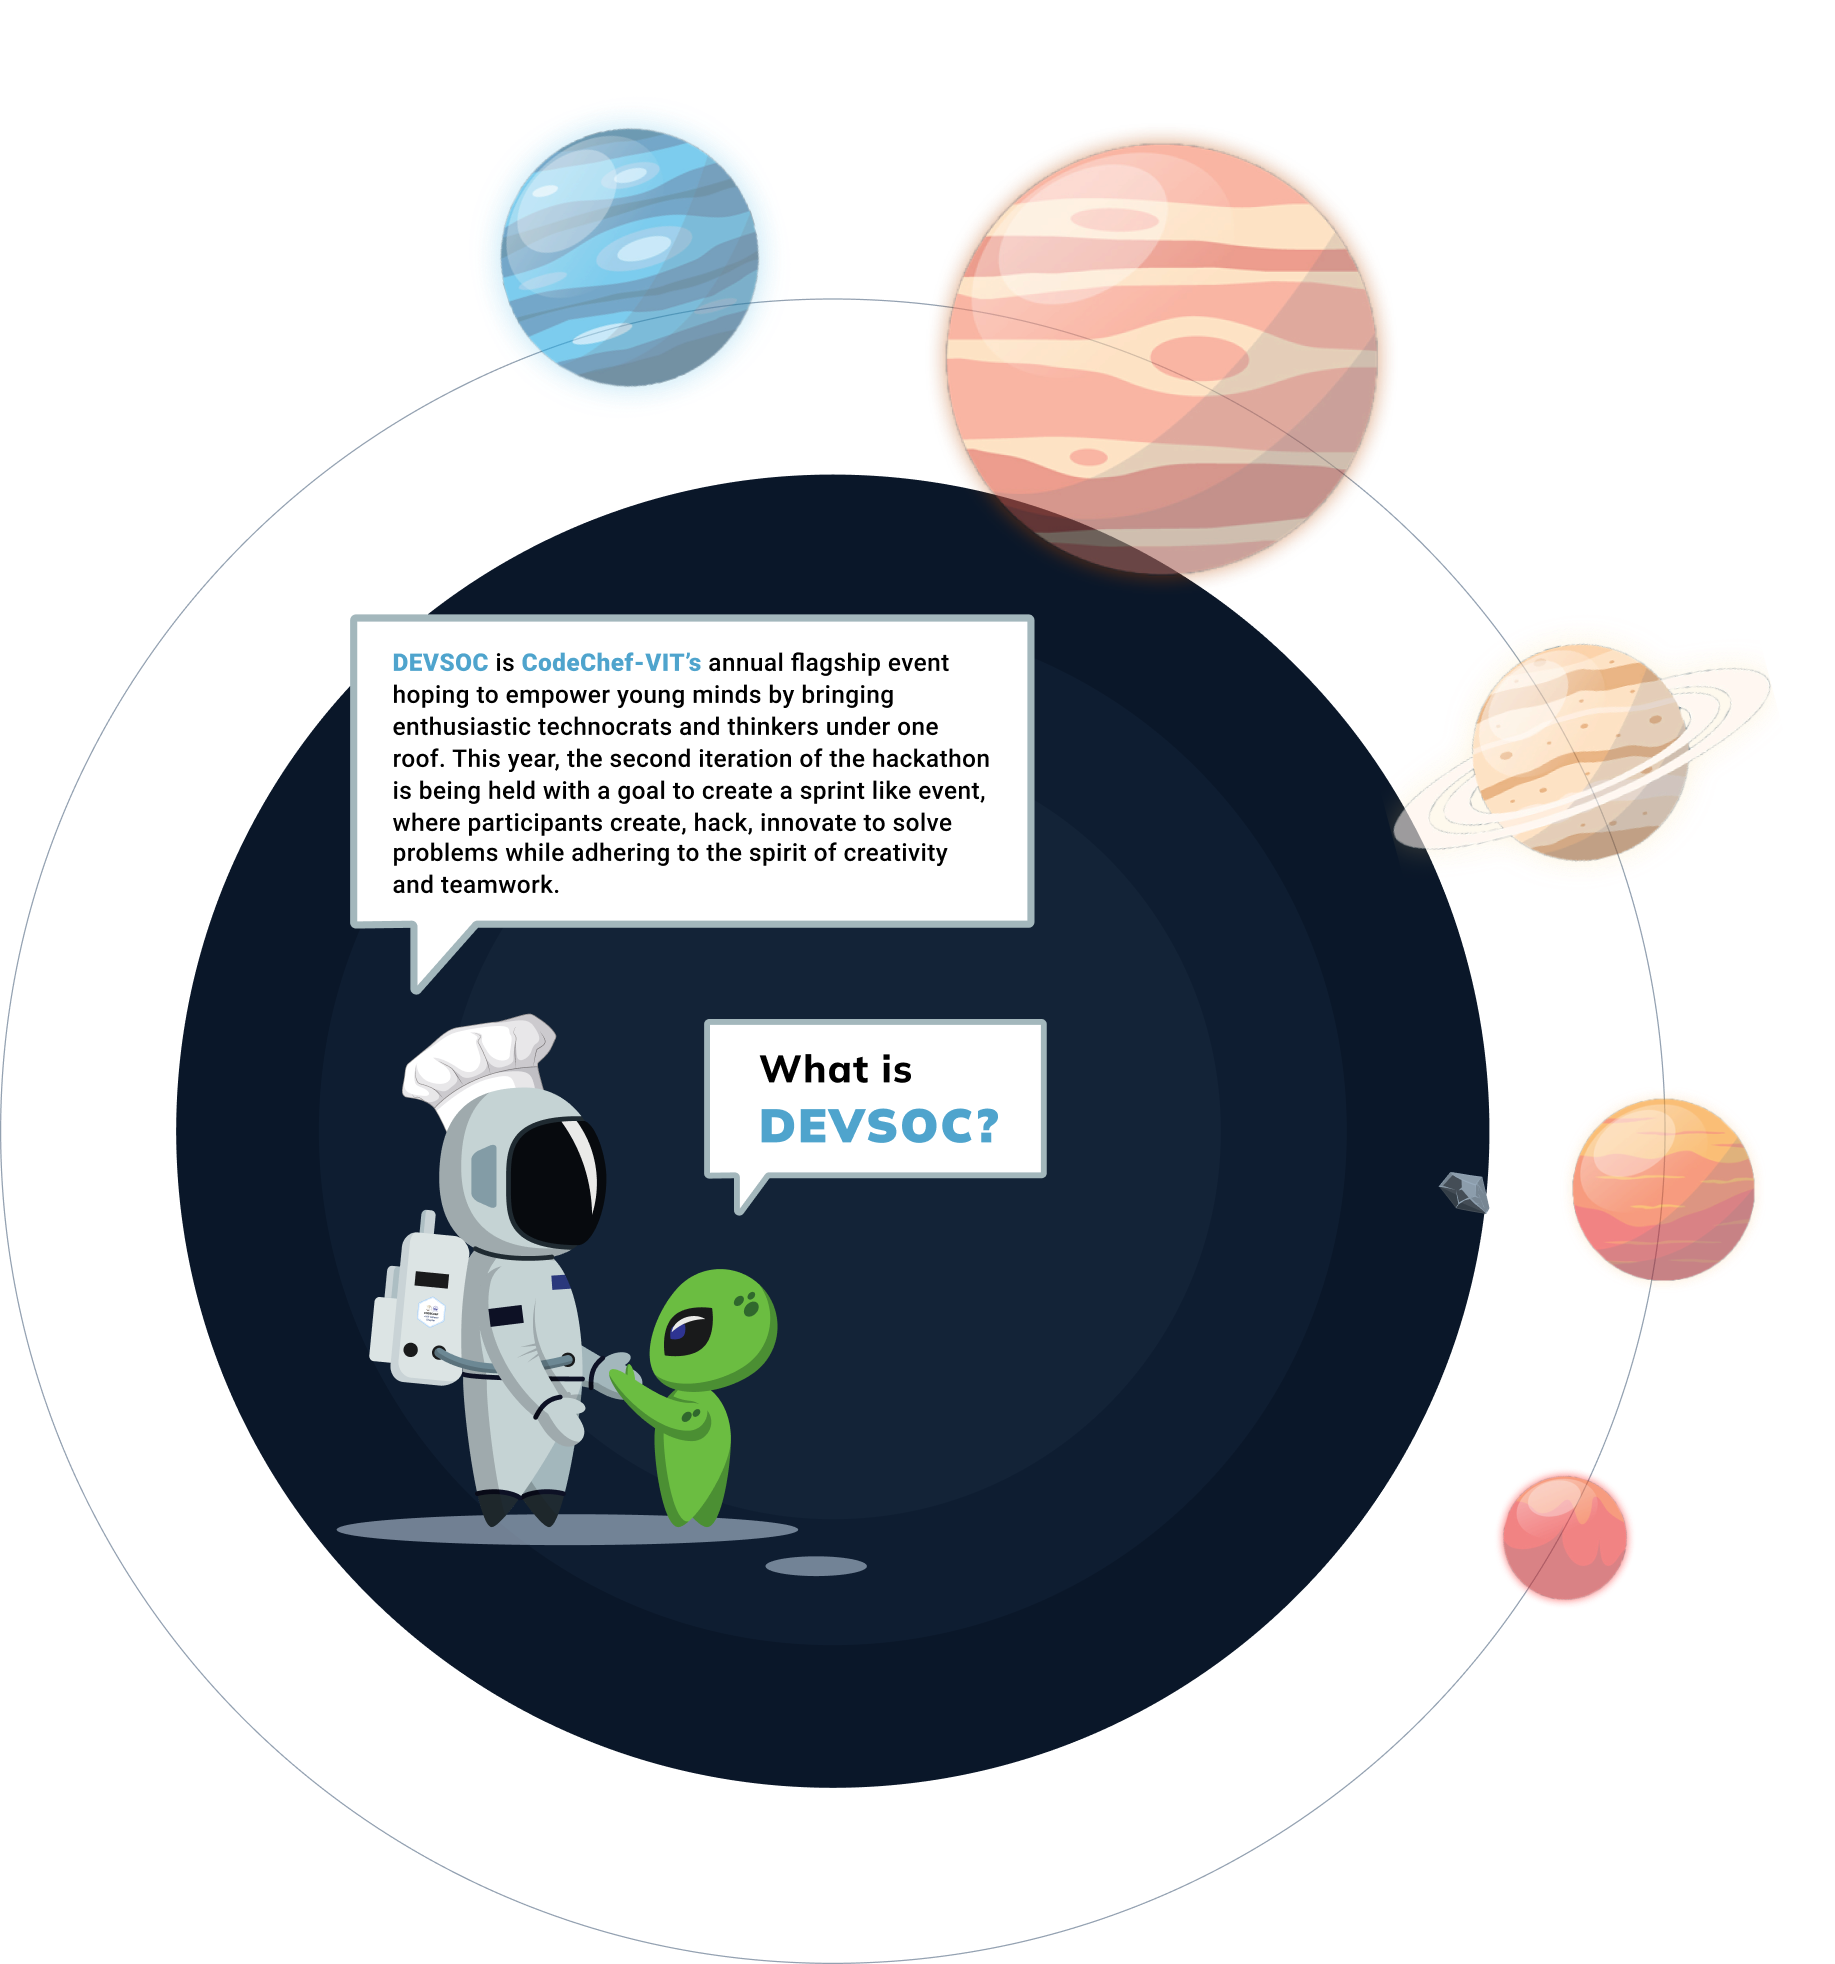 DEVSOC is CodeChef-VIT’s annual flagship event
hoping to empower young minds by bringing
enthusiastic technocrats and thinkers under one
roof. This year, the second iteration of the hackathon
is being held with a goal to create a sprint like event,
where participants create, hack, innovate to solve
problems while adhering to the spirit of creativity
and teamwork.
What is
DEVSOC?